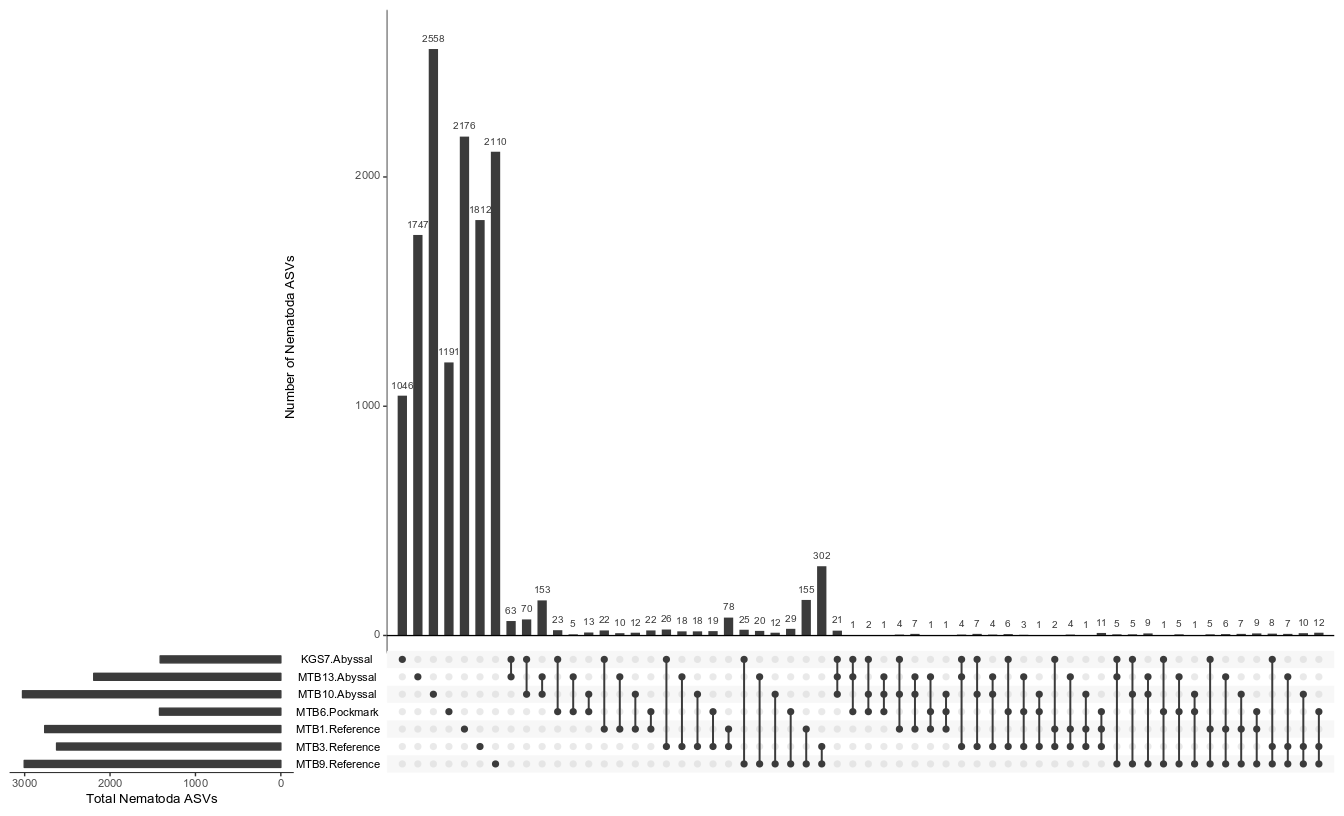 2558
2176
2110
2000
1812
1747
Number of Nematoda ASVs
1191
1046
1000
302
155
153
78
63 70 23 5 13 22 10 12 22 26 18 18 19 25 20 12 29 21 1 2 1 4 7 1 1 4 7 4 6 3 1 2 4 1 11 5 5 9 1 5 1 5 6 7 9 8 7 10 12
0
KGS7.Abyssal
MTB13.Abyssal
MTB10.Abyssal
MTB6.Pockmark
MTB1.Reference
MTB3.Reference
MTB9.Reference
3000 2000 1000 0
Total Nematoda ASVs